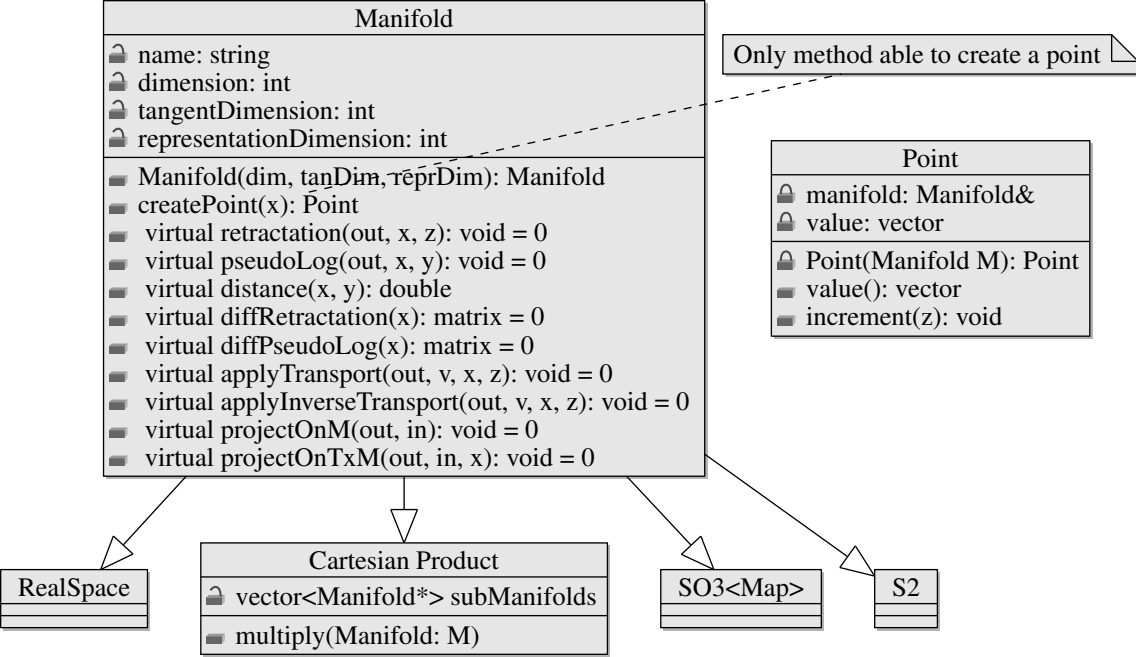 Manifold
name: string
dimension: int
tangentDimension: int
representationDimension: int
Manifold(dim, tanDim, reprDim): Manifold
createPoint(x): Point
virtual retractation(out, x, z): void = 0
virtual pseudoLog(out, x, y): void = 0
virtual distance(x, y): double
virtual diffRetractation(x): matrix = 0
virtual diffPseudoLog(x): matrix = 0
virtual applyTransport(out, v, x, z): void = 0
virtual applyInverseTransport(out, v, x, z): void = 0
virtual projectOnM(out, in): void = 0
virtual projectOnTxM(out, in, x): void = 0
Only method able to create a point
Point
manifold: Manifold&
value: vector
Point(Manifold M): Point
value(): vector
increment(z): void
RealSpace
Cartesian Product
vector<Manifold*> subManifolds
multiply(Manifold: M)
SO3<Map>
S2